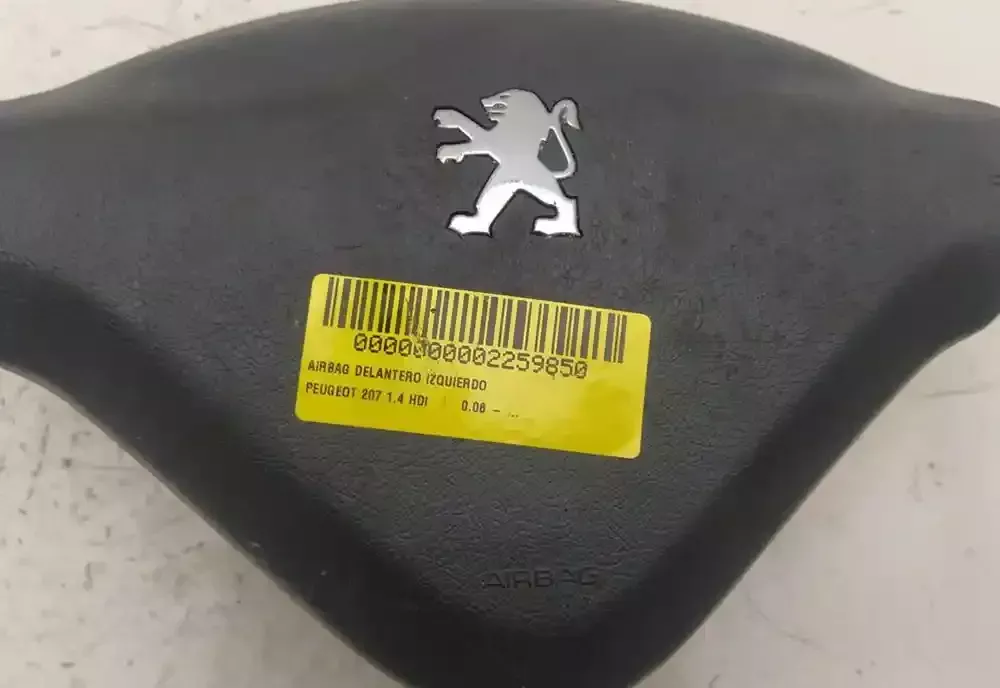 0000000002259850
AIRBAG DELANTERO IZQUIERDO
PEUGEOT 207 1.4 HDI | 0.06 - ...
AIRBAG